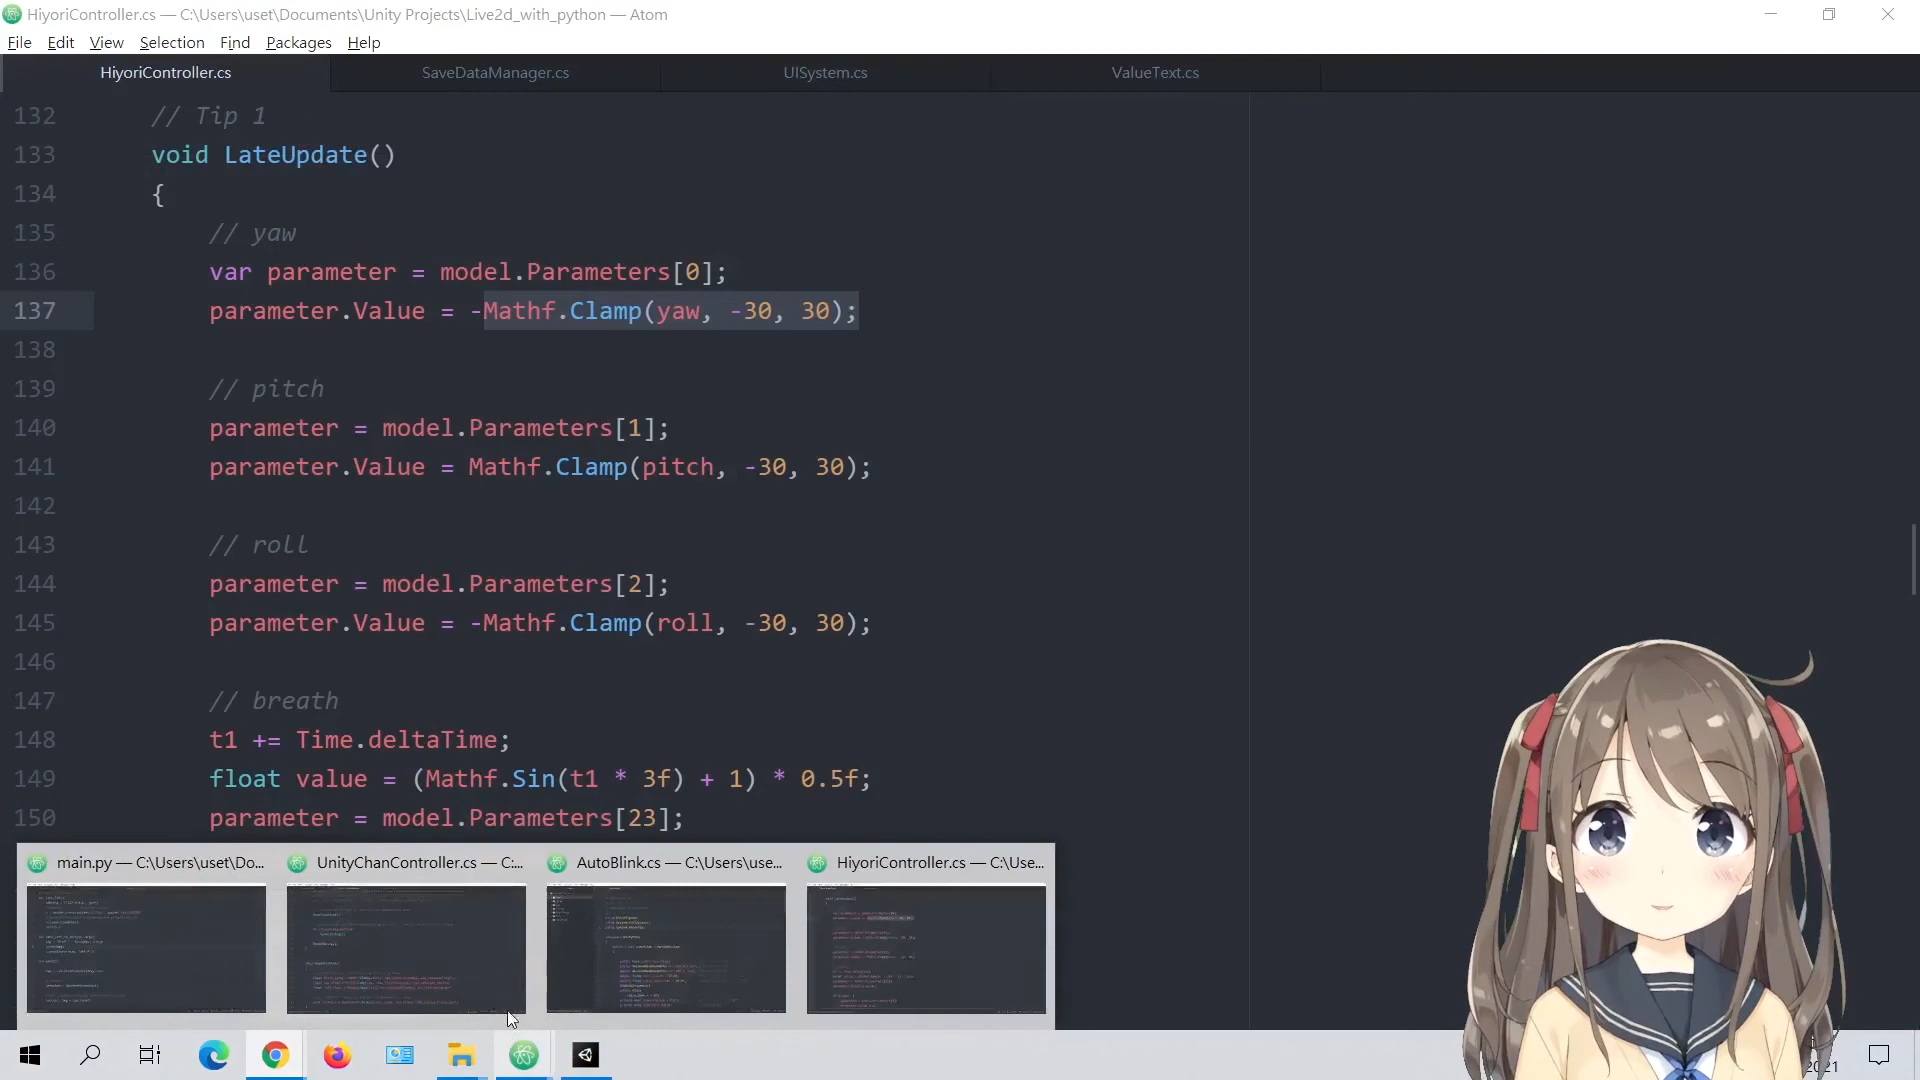 HiyoriController.cs — C:\Users\uset\Documents\Unity Projects\Live2d_with_python — Atom
File Edit View Selection Find Packages Help
HiyoriController.cs SaveDataManager.cs UISystem.cs ValueText.cs
132 // Tip 1
133 void LateUpdate()
134 {
135 // yaw
136 var parameter = model.Parameters[0];
137 parameter.Value = -Mathf.Clamp(yaw, -30, 30);
138
139 // pitch
140 parameter = model.Parameters[1];
141 parameter.Value = Mathf.Clamp(pitch, -30, 30);
142
143 // roll
144 parameter = model.Parameters[2];
145 parameter.Value = -Mathf.Clamp(roll, -30, 30);
146
147 // breath
148 t1 += Time.deltaTime;
149 float value = (Mathf.Sin(t1 * 3f) + 1) * 0.5f;
150 parameter = model.Parameters[23];
main.py — C:\Users\uset\Do... UnityChanController.cs — C:... AutoBlink.cs — C:\Users\use... HiyoriController.cs — C:\Use...
2021